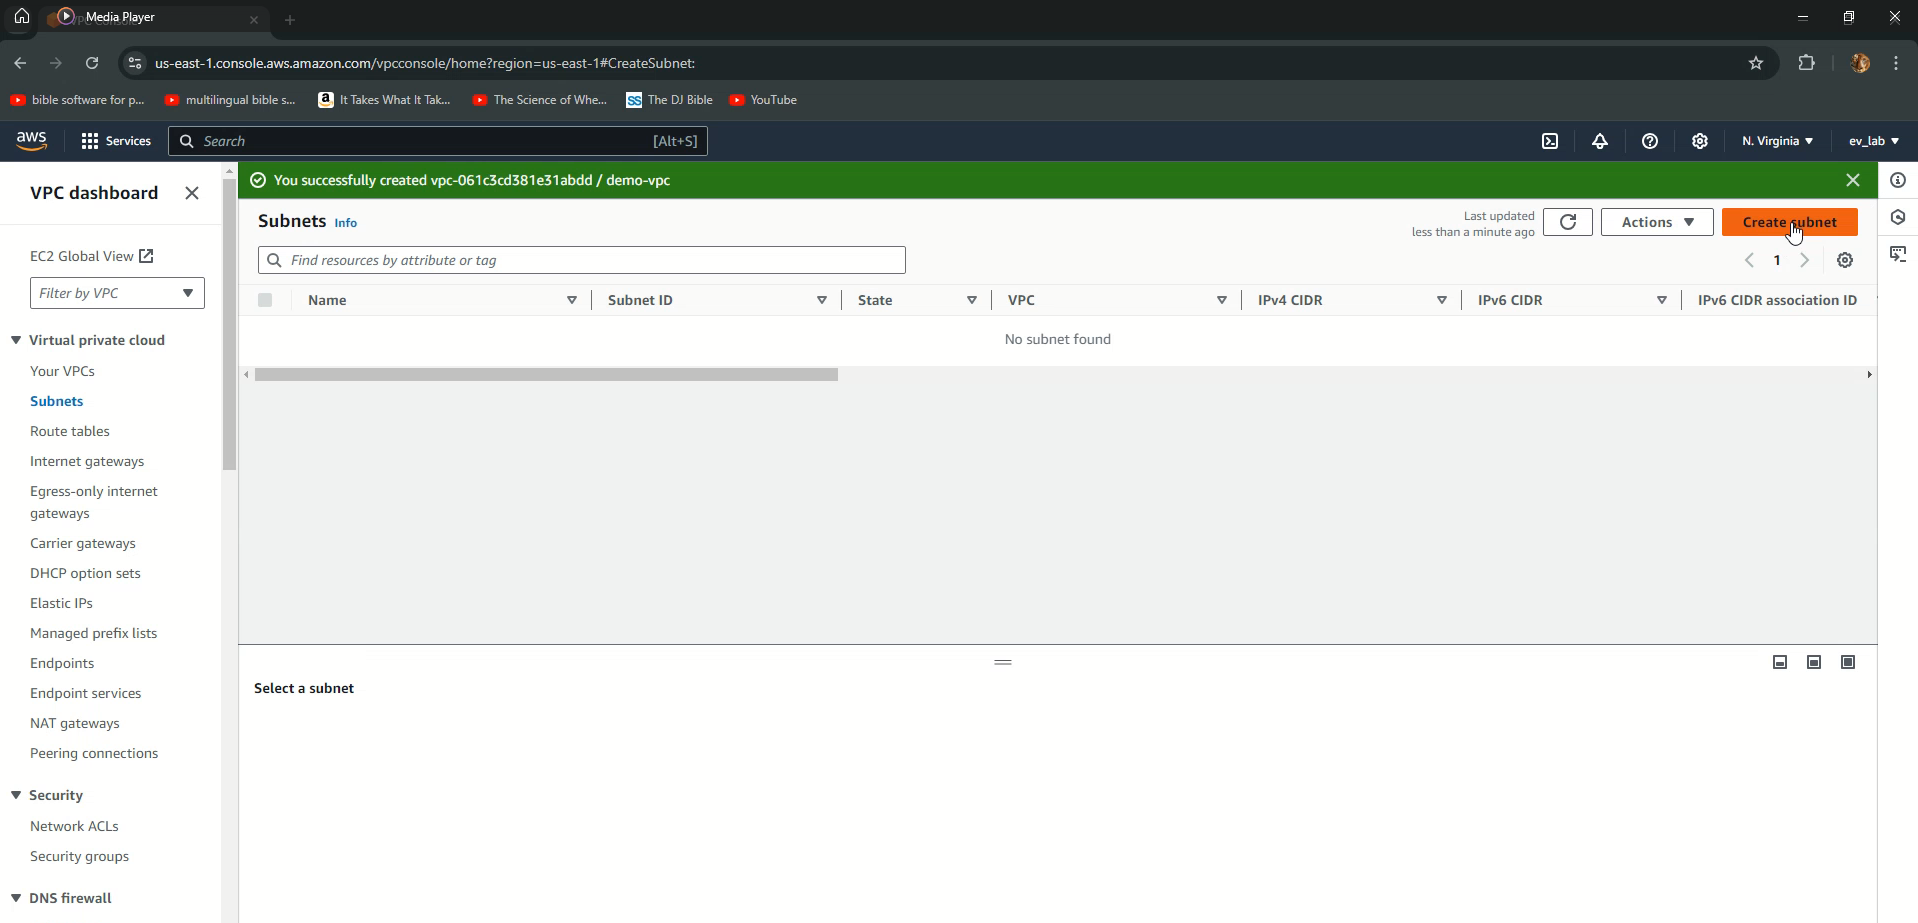 Media Player
us-east-1.console.aws.amazon.com/vpcconsole/home?region=us-east-1#CreateSubnet:
bible software for p...
multilingual bible s...
It Takes What It Tak...
The Science of Whe...
The DJ Bible
YouTube
aws
Services
Search
[Alt+S]
N. Virginia
ev_lab
VPC dashboard
You successfully created vpc-061c3cd381e31abdd / demo-vpc
Subnets Info
Last updated
less than a minute ago
Actions
Create subnet
EC2 Global View
Find resources by attribute or tag
1
Filter by VPC
Name
Subnet ID
State
VPC
IPv4 CIDR
IPv6 CIDR
IPv6 CIDR association ID
No subnet found
Virtual private cloud
Your VPCs
Subnets
Route tables
Internet gateways
Egress-only internet
gateways
Carrier gateways
DHCP option sets
Elastic IPs
Managed prefix lists
Endpoints
Endpoint services
NAT gateways
Peering connections
Select a subnet
Security
Network ACLs
Security groups
DNS firewall